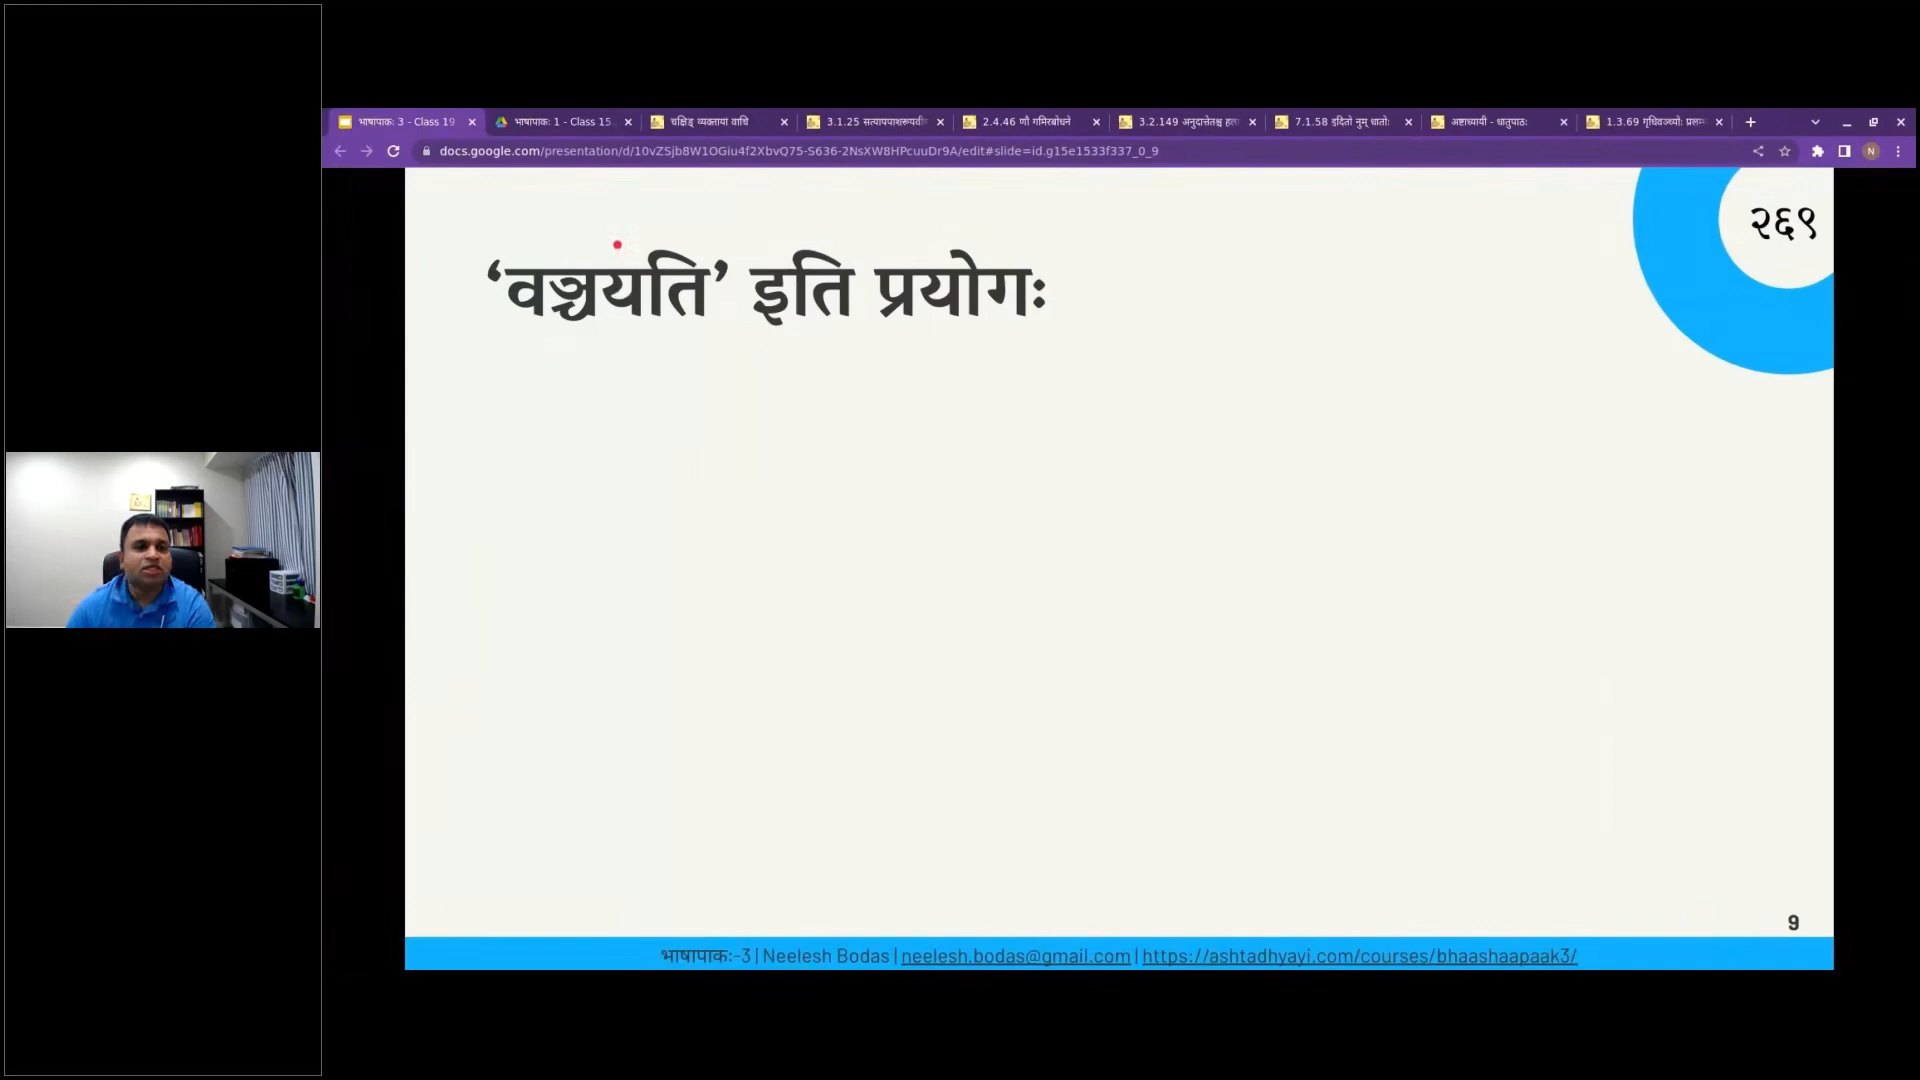 भाषापाकः 3 - Class 19
भाषापाकः 1 - Class 15
चक्षिङ् व्यक्तायां वाचि
3.1.25 सत्यापपाशरूपवी
2.4.46 णौ गमिरबोधने
3.2.149 अनुदात्तेतश्च हला
7.1.58 इदितो नुम् धातोः
अष्टाध्यायी - धातुपाठः
1.3.69 गृधिवञ्च्योः प्रलम्
docs.google.com/presentation/d/10vZSjb8W1OGiu4f2XbvQ75-S636-2NsXW8HPcuuDr9A/edit#slide=id.g15e1533f337_0_9
N
२६९
‘वञ्चयति’ इति प्रयोगः
9
भाषापाकः-3 | Neelesh Bodas | neelesh.bodas@gmail.com | https://ashtadhyayi.com/courses/bhaashaapaak3/